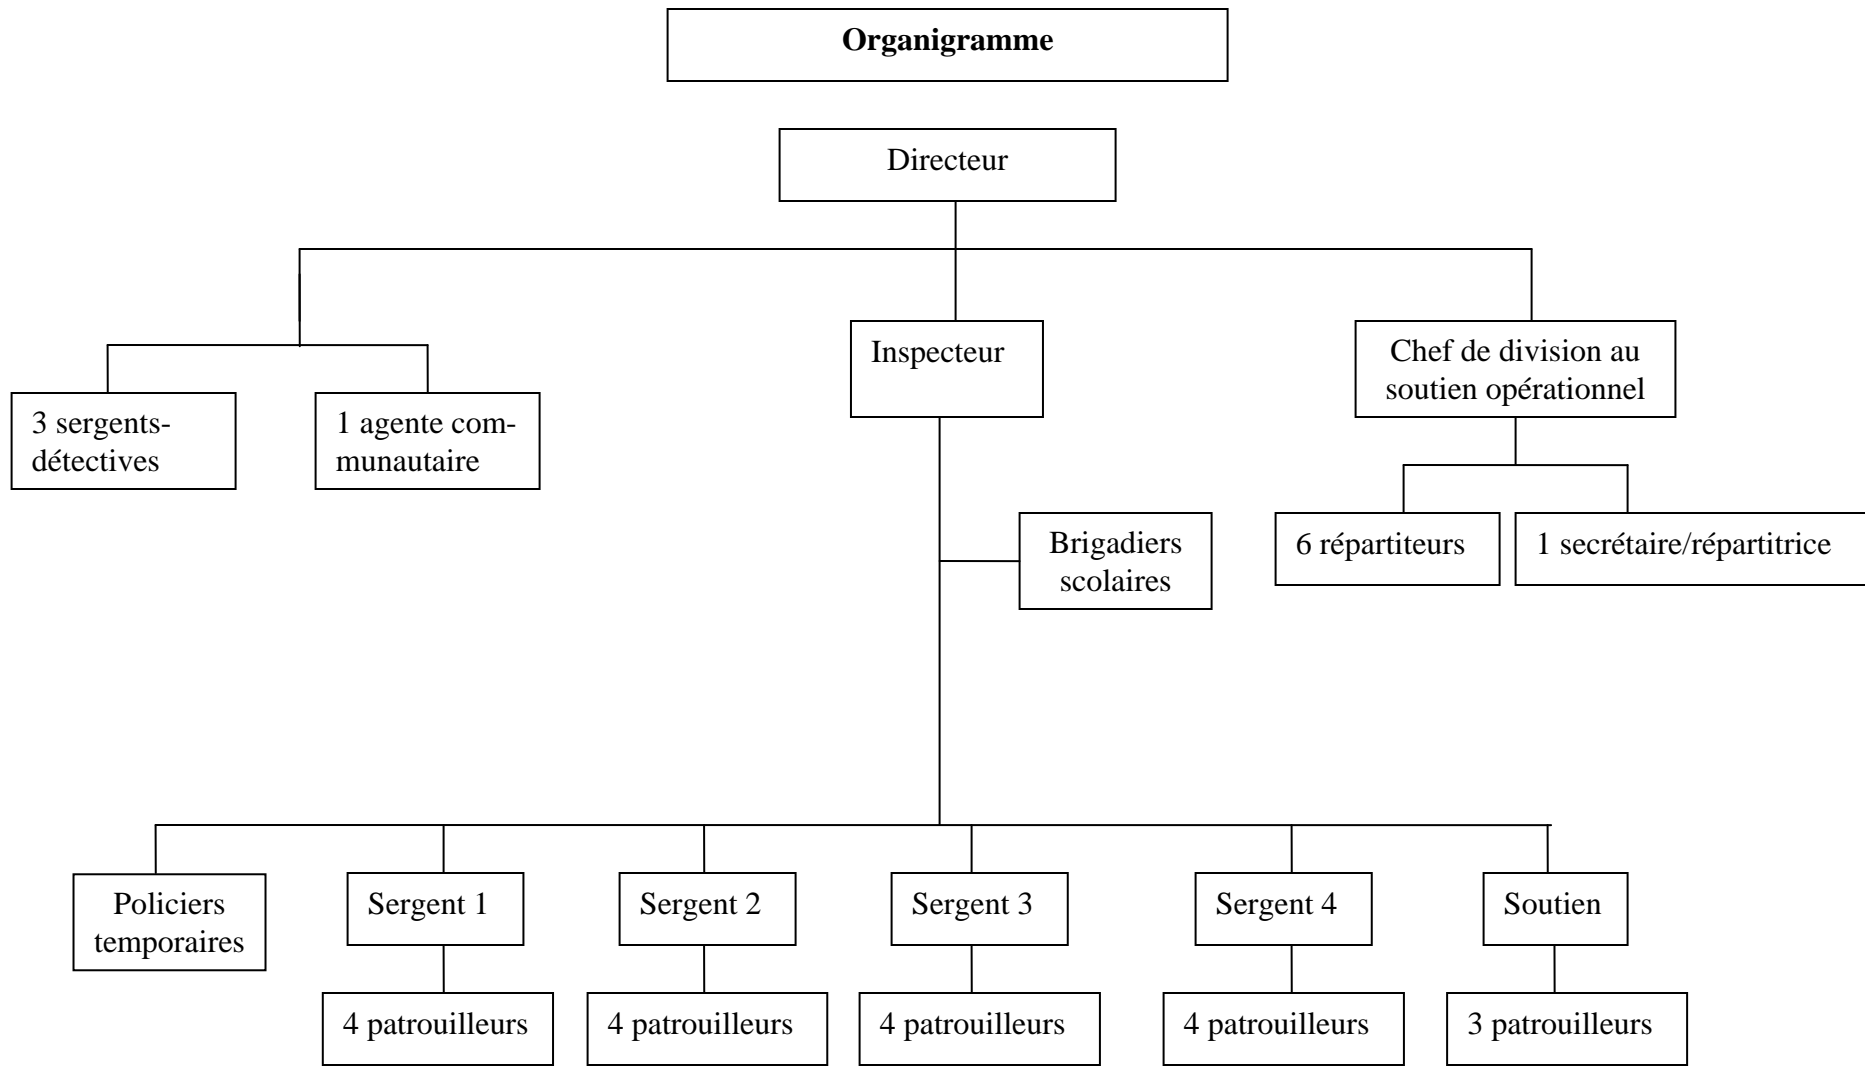 Organigramme
Directeur
Inspecteur
Chef de division au
soutien opérationnel
3 sergents-
détectives
1 agente com-
munautaire
Brigadiers
scolaires
6 répartiteurs
1 secrétaire/répartitrice
Policiers
temporaires
Sergent 1
Sergent 2
Sergent 3
Sergent 4
Soutien
4 patrouilleurs
4 patrouilleurs
4 patrouilleurs
4 patrouilleurs
3 patrouilleurs